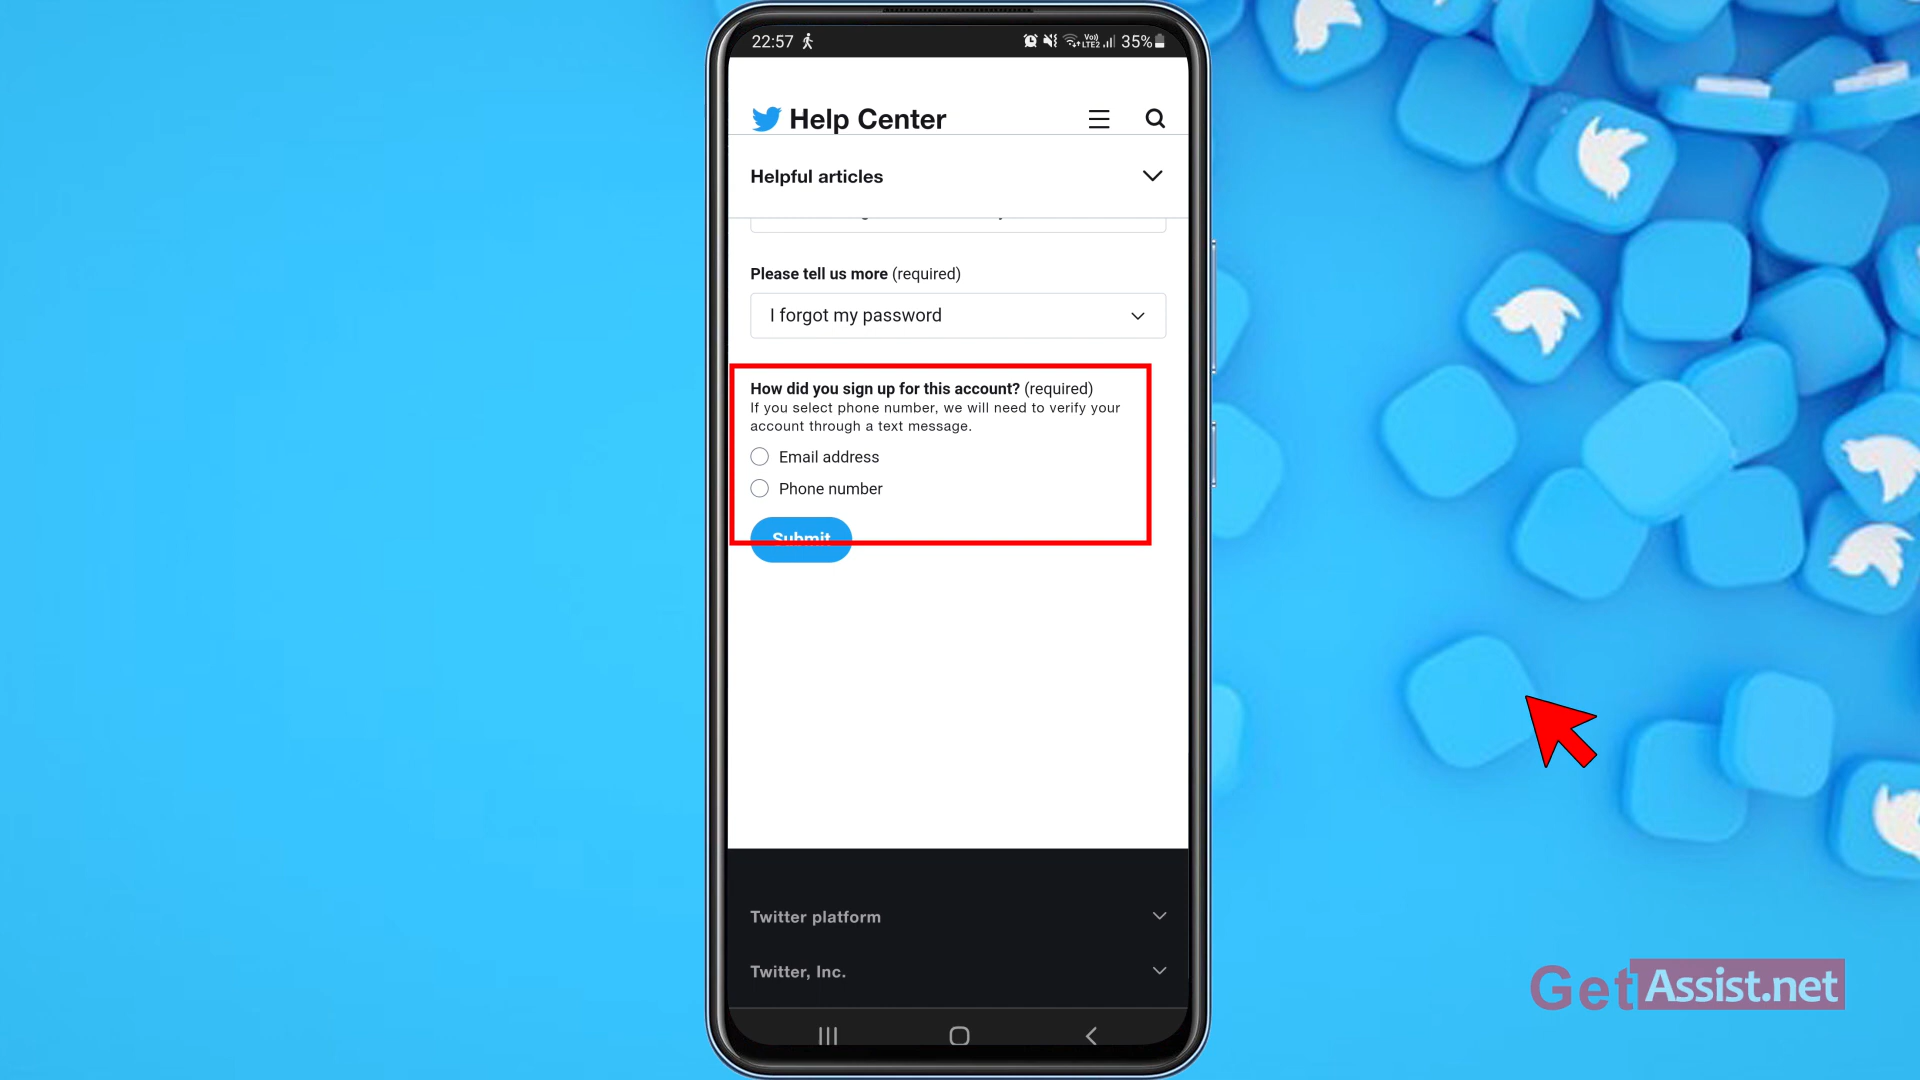 22:57
Vo)) LTE2 35%
Help Center
Helpful articles
Please tell us more (required)
I forgot my password
How did you sign up for this account? (required)
If you select phone number, we will need to verify your
account through a text message.
Email address
Phone number
Submit
Twitter platform
Twitter, Inc.
GetAssist.net